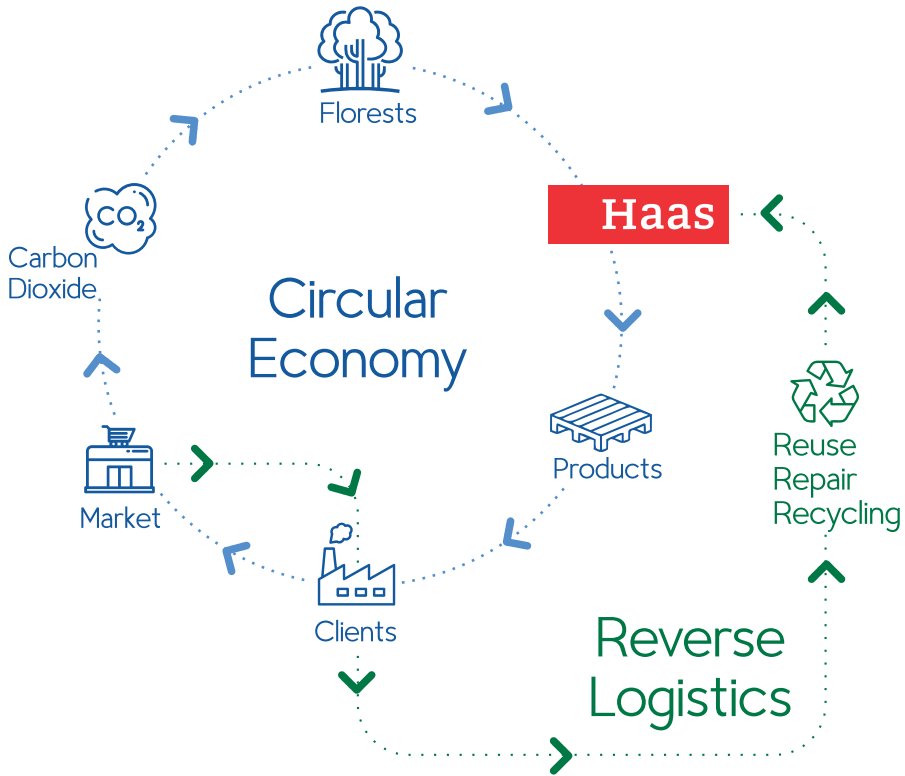 Florests
CO2
Haas
Carbon
Dioxide
Circular
Economy
Reuse
Repair
Recycling
Products
Market
Clients
Reverse
Logistics